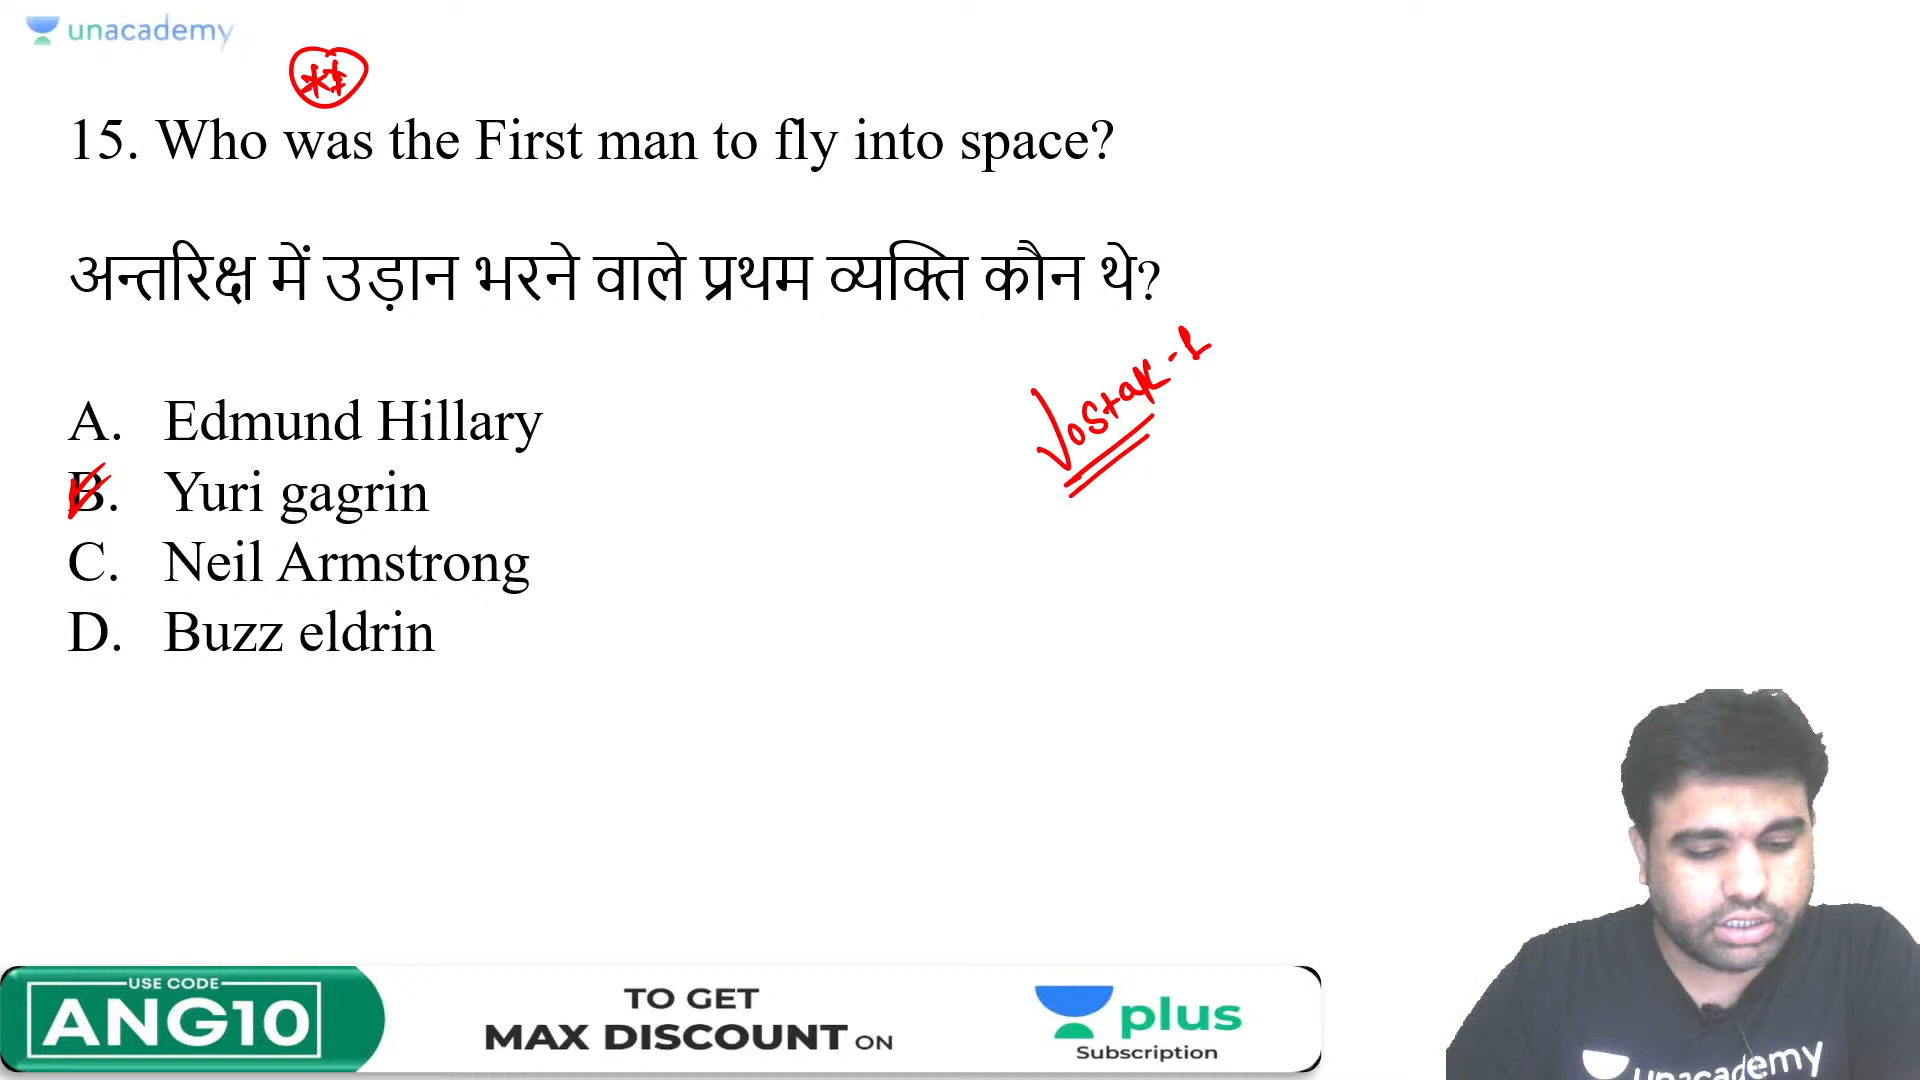 unacademy
**
15. Who was the First man to fly into space?
अन्तरिक्ष में उड़ान भरने वाले प्रथम व्यक्ति कौन थे?
Vostak-1
A. Edmund Hillary
B. Yuri gagrin
C. Neil Armstrong
D. Buzz eldrin
USE CODE
ANG10
TO GET
MAX DISCOUNT ON
plus
Subscription
unacademy